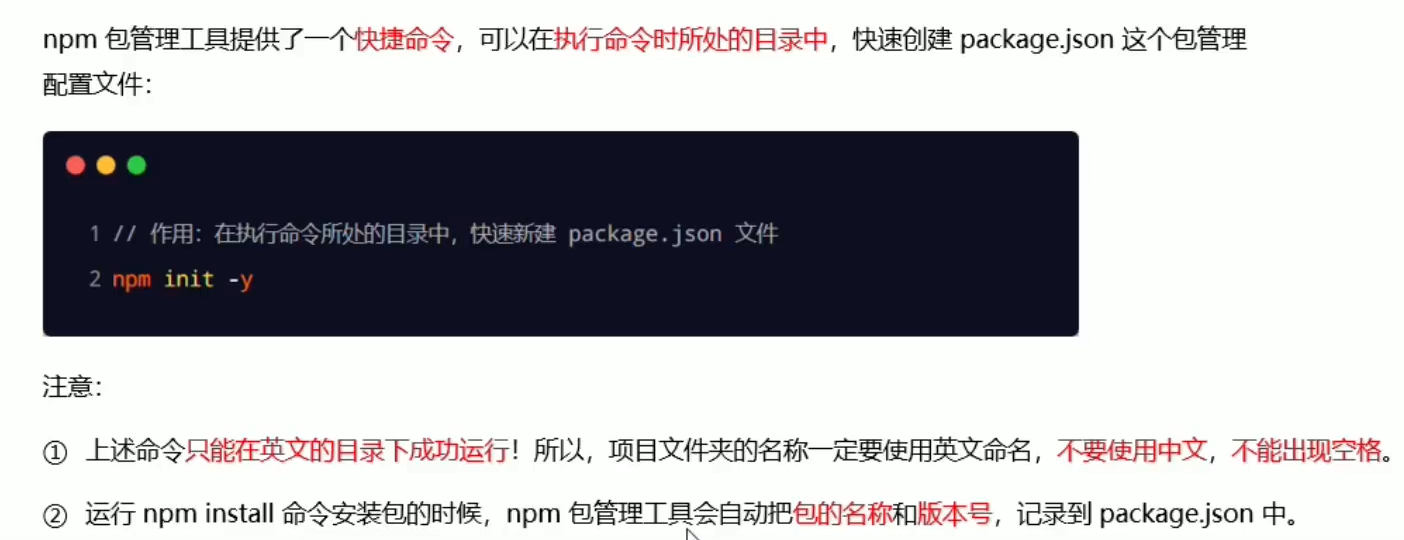 npm 包管理工具提供了一个快捷命令，可以在执行命令时所处的目录中，快速创建 package.json 这个包管理
配置文件：
1 // 作用：在执行命令所处的目录中，快速新建 package.json 文件
2 npm init -y
注意：
① 上述命令只能在英文的目录下成功运行！所以，项目文件夹的名称一定要使用英文命名，不要使用中文，不能出现空格。
② 运行 npm install 命令安装包的时候，npm 包管理工具会自动把包的名称和版本号，记录到 package.json 中。